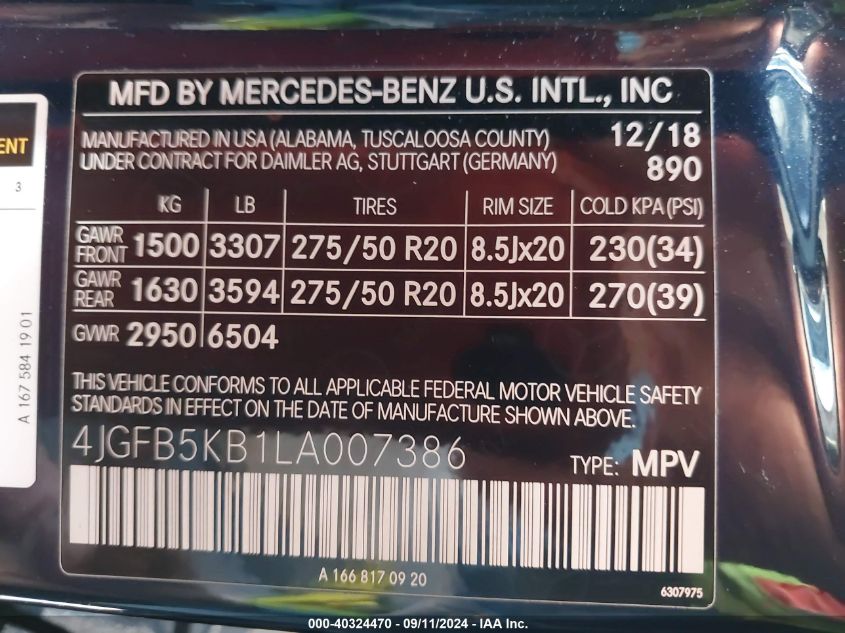 MFD BY MERCEDES-BENZ U.S. INTL., INC
MANUFACTURED IN USA (ALABAMA, TUSCALOOSA COUNTY) 12/18
UNDER CONTRACT FOR DAIMLER AG, STUTTGART (GERMANY) 890
KG LB TIRES RIM SIZE COLD KPA (PSI)
GAWR FRONT 1500 3307 275/50 R20 8.5Jx20 230(34)
GAWR REAR 1630 3594 275/50 R20 8.5Jx20 270(39)
GVWR 2950 6504
THIS VEHICLE CONFORMS TO ALL APPLICABLE FEDERAL MOTOR VEHICLE SAFETY
STANDARDS IN EFFECT ON THE DATE OF MANUFACTURE SHOWN ABOVE.
4JGFB5KB1LA007386
TYPE: MPV
A 166 817 09 20
6307975
ENT
3
A 167 584 19 01
000-40324470 - 09/11/2024 - IAA Inc.